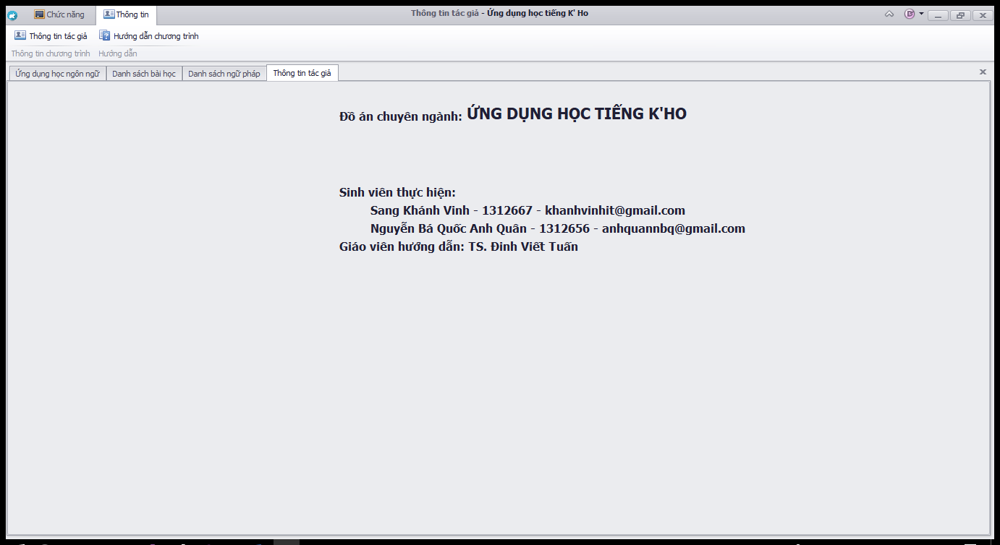 Chức năng
Thông tin
Thông tin tác giả - Ứng dụng học tiếng K' Ho
Thông tin tác giả
Hướng dẫn chương trình
Thông tin chương trình
Hướng dẫn
Ứng dụng học ngôn ngữ
Danh sách bài học
Danh sách ngữ pháp
Thông tin tác giả
Đồ án chuyên ngành: ỨNG DỤNG HỌC TIẾNG K'HO
Sinh viên thực hiện:
Sang Khánh Vinh - 1312667 - khanhvinhit@gmail.com
Nguyễn Bá Quốc Anh Quân - 1312656 - anhquannbq@gmail.com
Giáo viên hướng dẫn: TS. Đinh Viết Tuấn